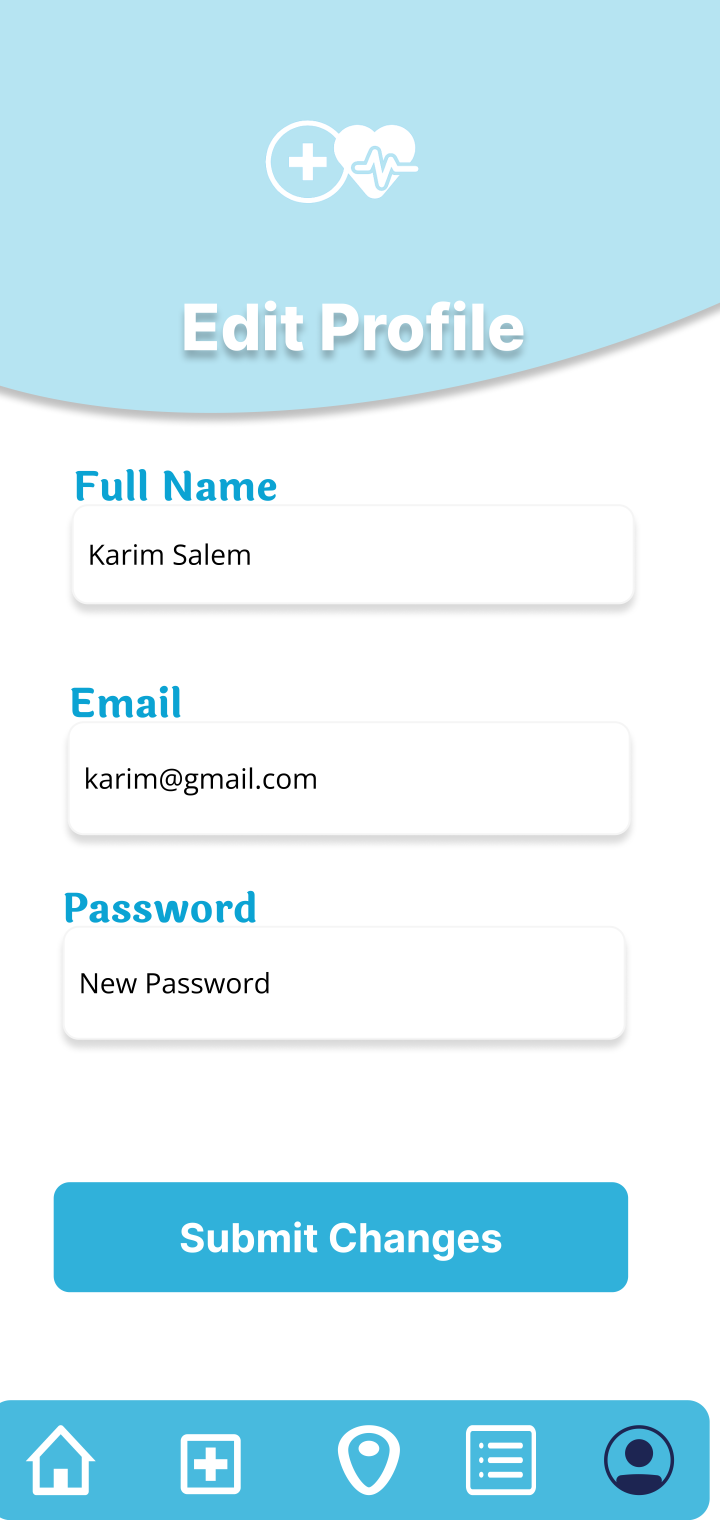 Edit Profile
Full Name
Karim Salem
Email
karim@gmail.com
Password
New Password
Submit Changes